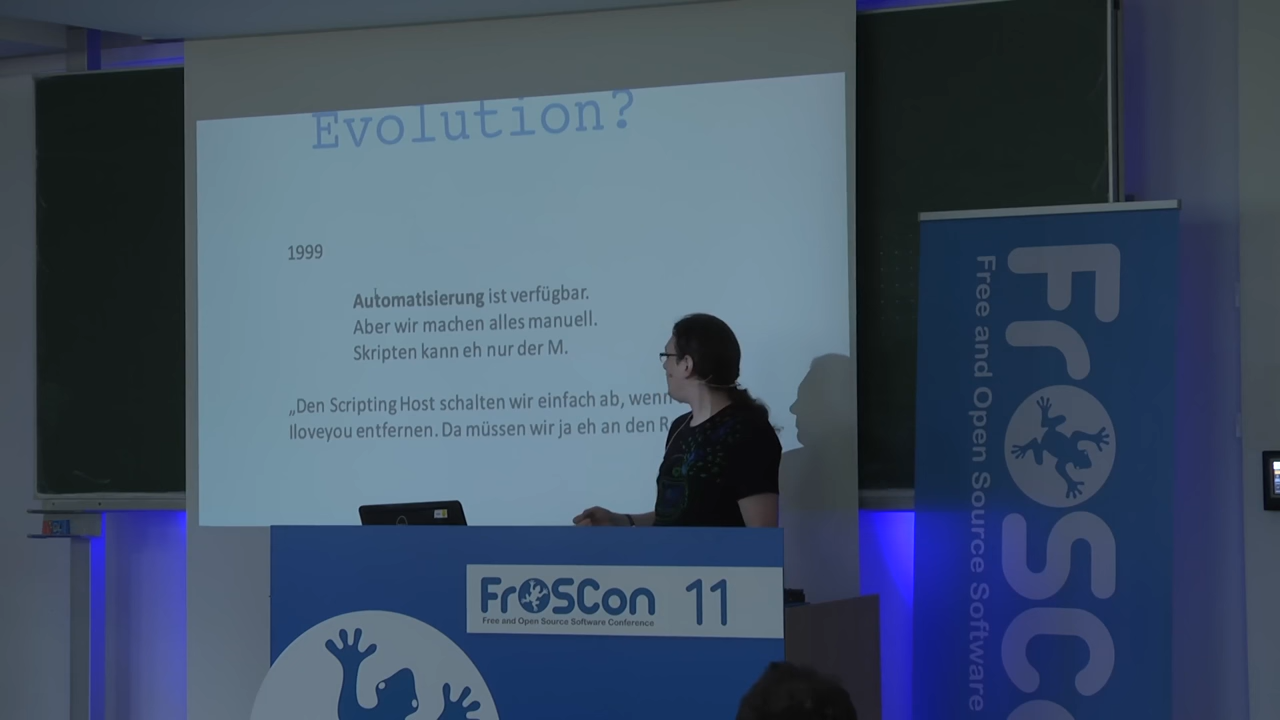 Evolution?
1999
Automatisierung ist verfügbar.
Aber wir machen alles manuell.
Skripten kann eh nur der M.
„Den Scripting Host schalten wir einfach ab, wenn
Iloveyou entfernen. Da müssen wir ja eh an den R
FrOSCon 11
Free and Open Source Software Conference
FrOSCo
Free and Open Source Software